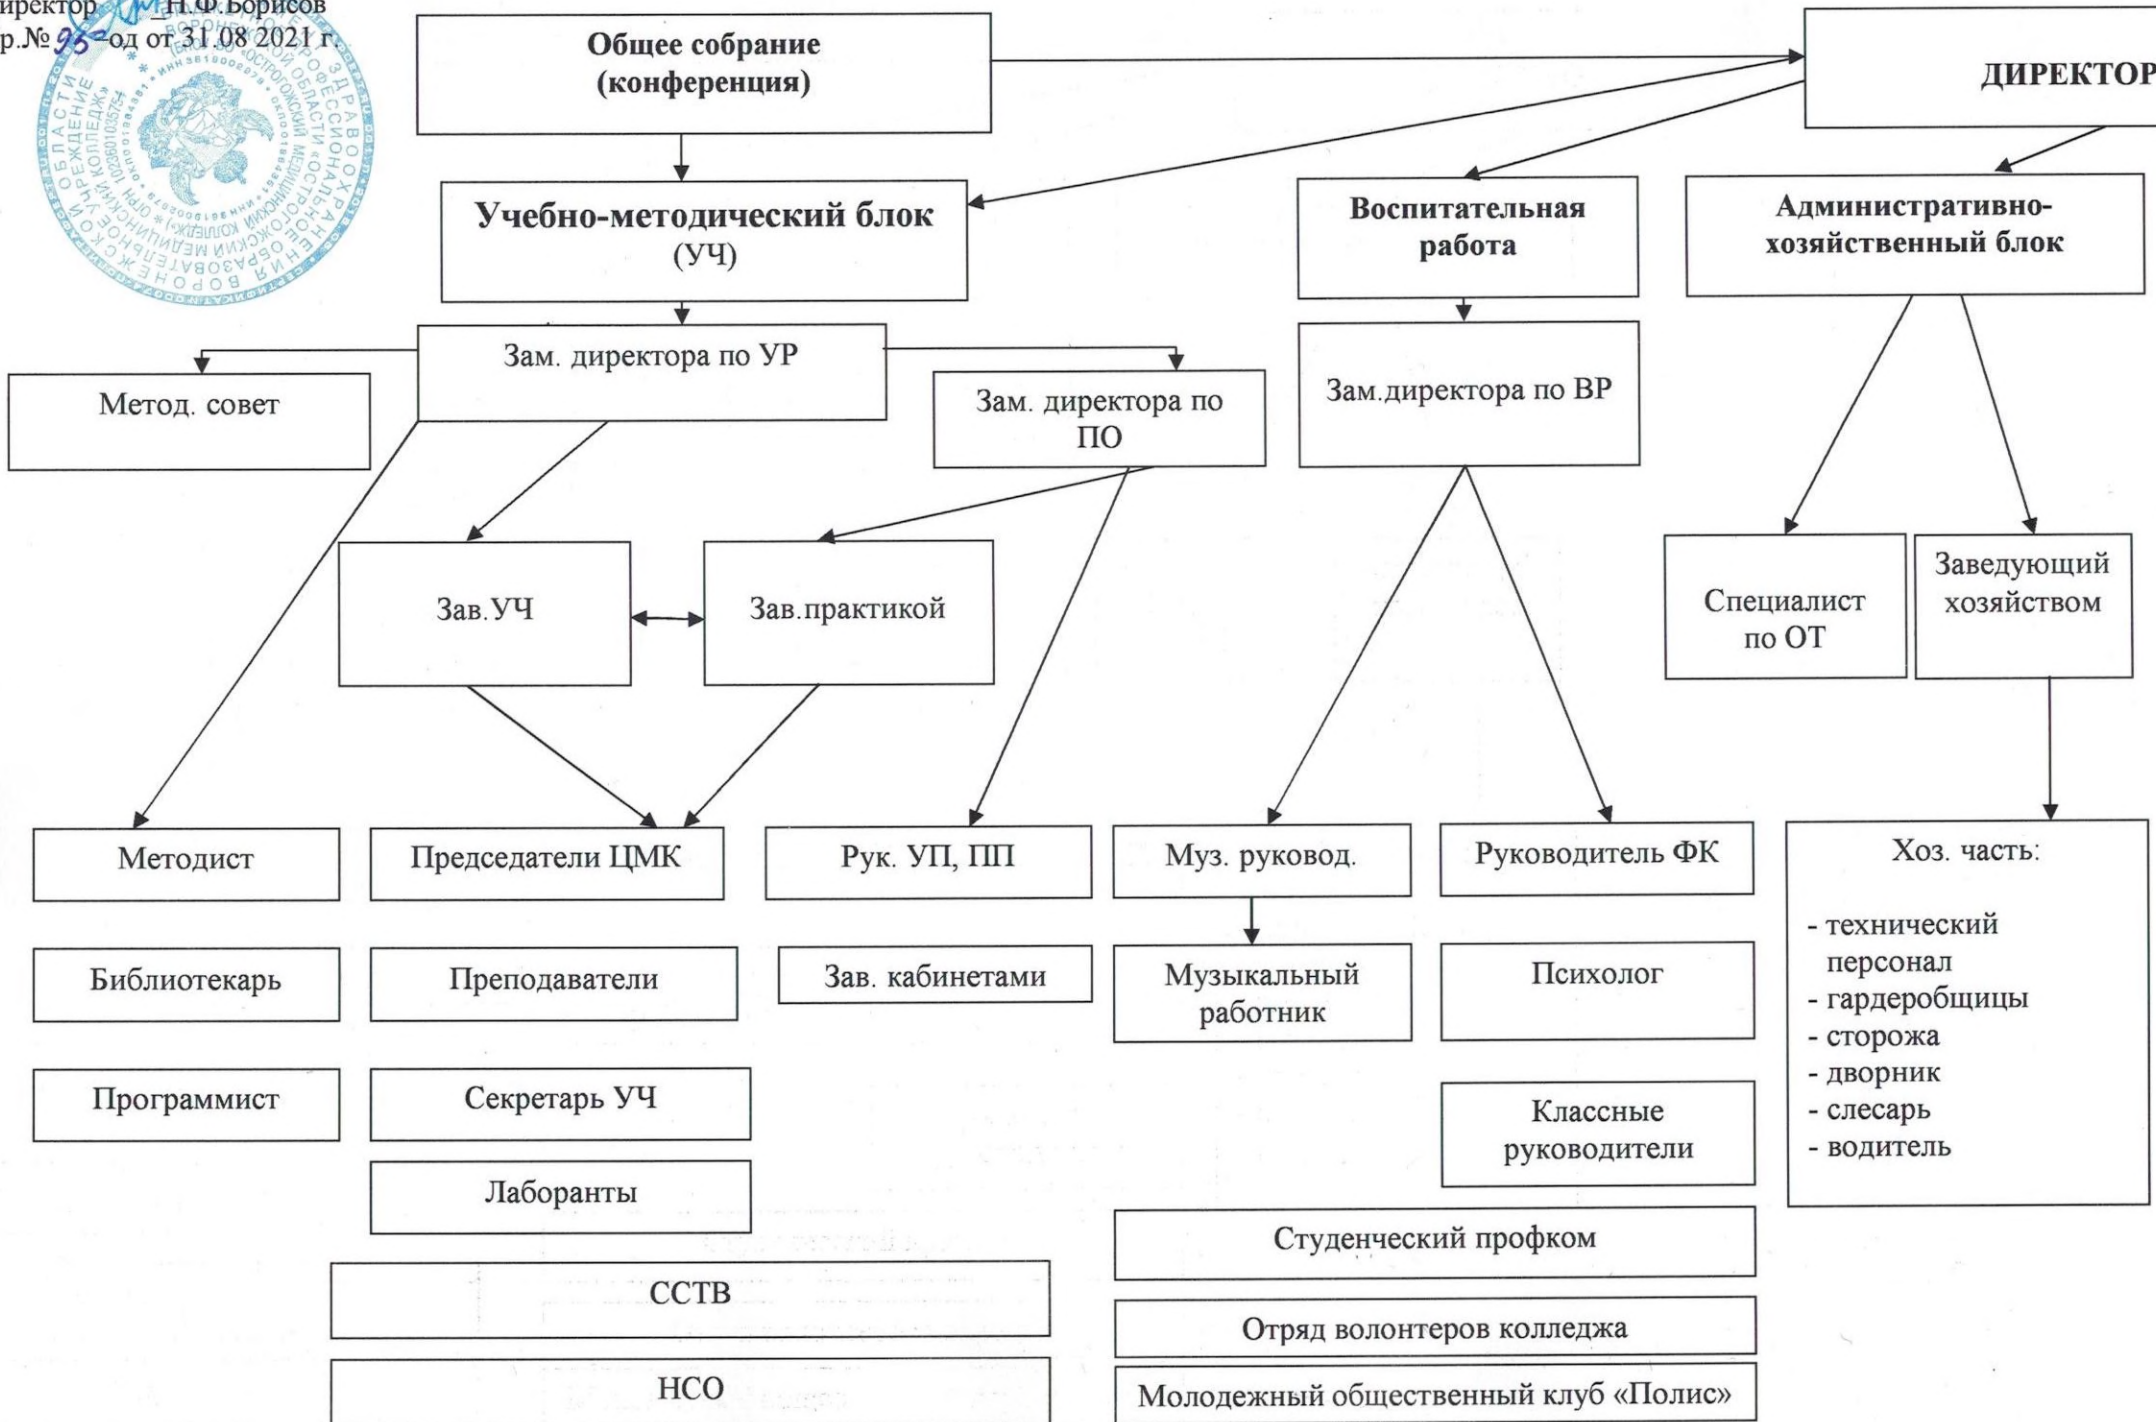 иректор Н.Ф.Борисов
р.№ 95-од от 31.08 2021 г.
Общее собрание
(конференция)
ДИРЕКТОР
Учебно-методический блок
(УЧ)
Воспитательная
работа
Административно-
хозяйственный блок
Зам. директора по УР
Метод. совет
Зам. директора по
ПО
Зам.директора по ВР
Зав.УЧ
Зав.практикой
Специалист
по ОТ
Заведующий
хозяйством
Методист
Председатели ЦМК
Рук. УП, ПП
Муз. руковод.
Руководитель ФК
Хоз. часть:
- технический
персонал
- гардеробщицы
- сторожа
- дворник
- слесарь
- водитель
Библиотекарь
Преподаватели
Зав. кабинетами
Музыкальный
работник
Психолог
Программист
Секретарь УЧ
Классные
руководители
Лаборанты
Студенческий профком
ССТВ
Отряд волонтеров колледжа
НСО
Молодежный общественный клуб «Полис»